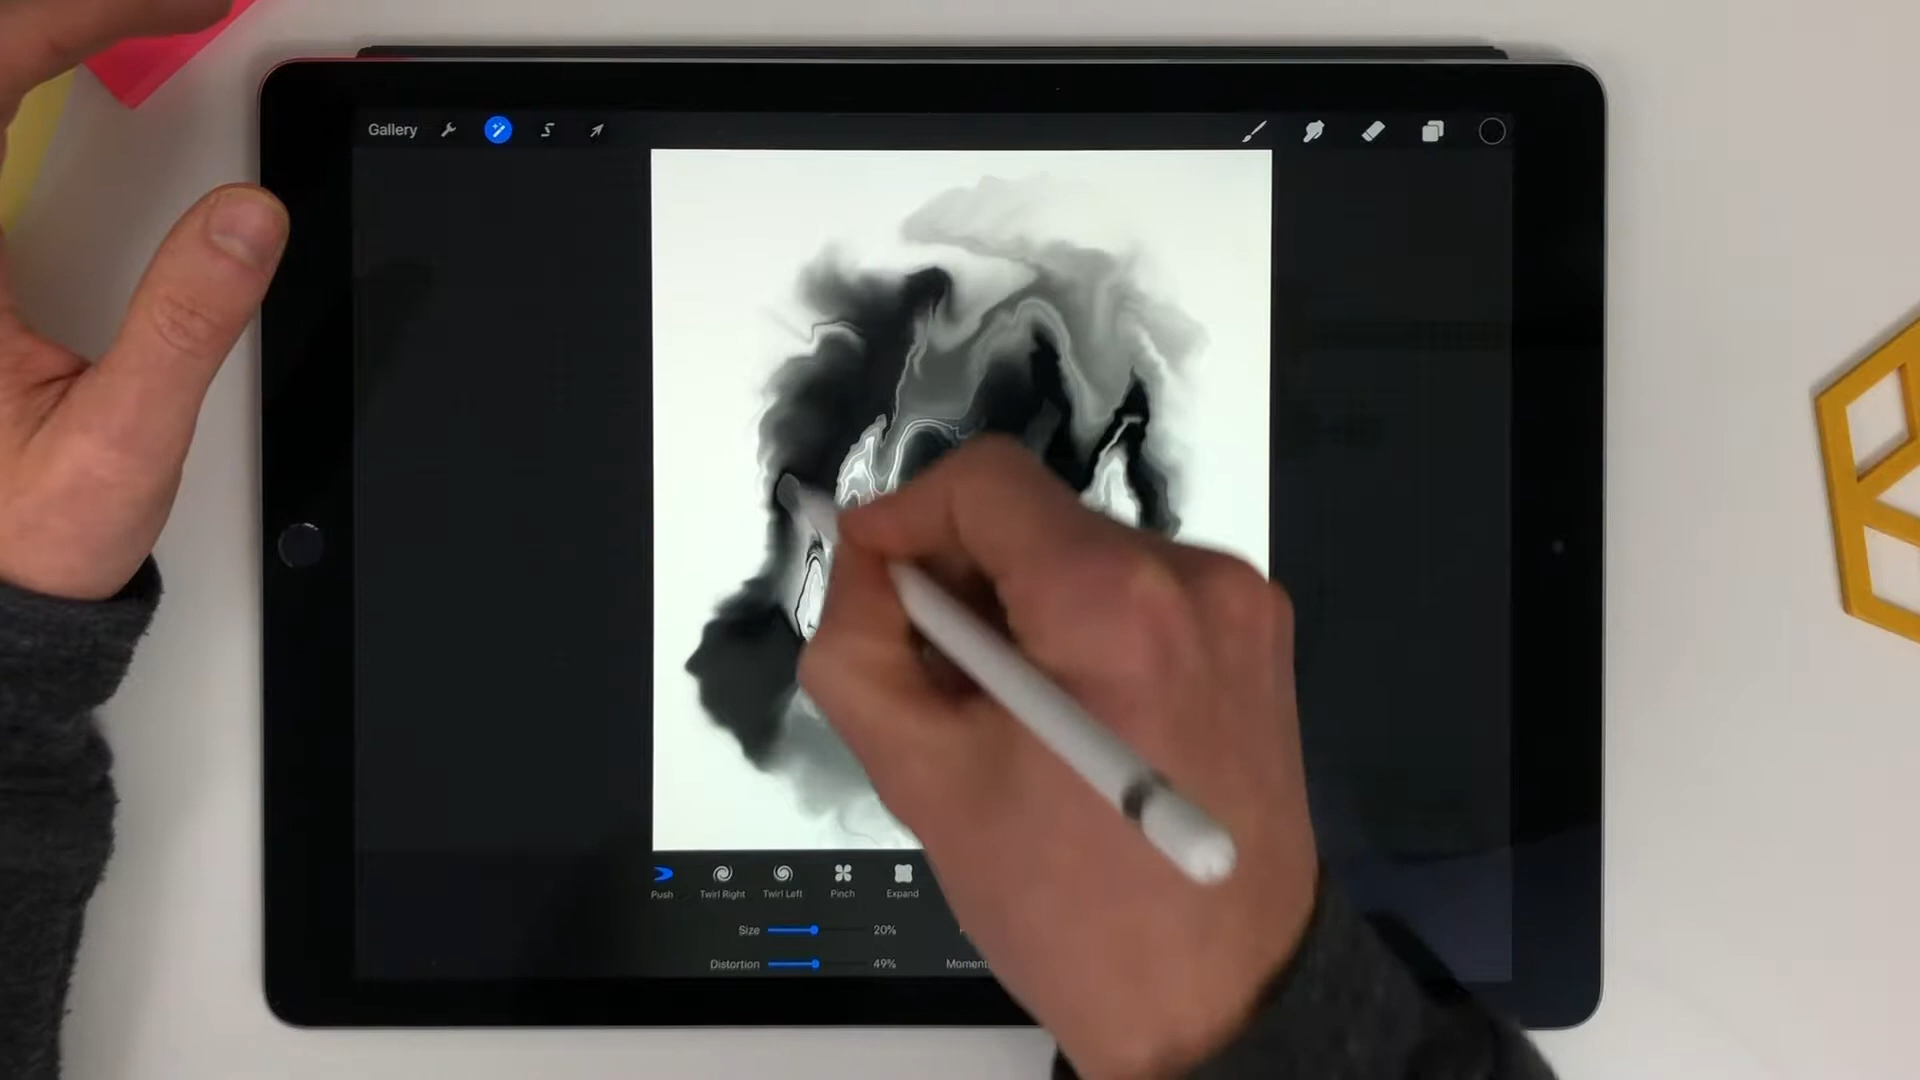 Gallery
Push Twirl Right Twirl Left Pinch Expand
Size 20%
Distortion 49%